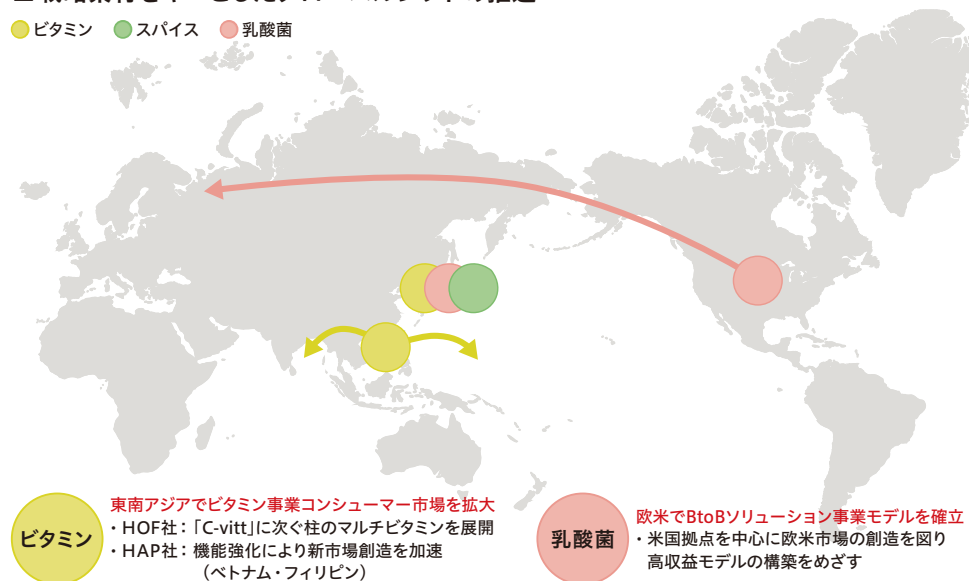 ビタミン スパイス 乳酸菌
ビタミン
東南アジアでビタミン事業コンシューマー市場を拡大
・HOF社：「C-vitt」に次ぐ柱のマルチビタミンを展開
・HAP社：機能強化により新市場創造を加速
（ベトナム・フィリピン）
乳酸菌
欧米でBtoBソリューション事業モデルを確立
・米国拠点を中心に欧米市場の創造を図り
高収益モデルの構築をめざす